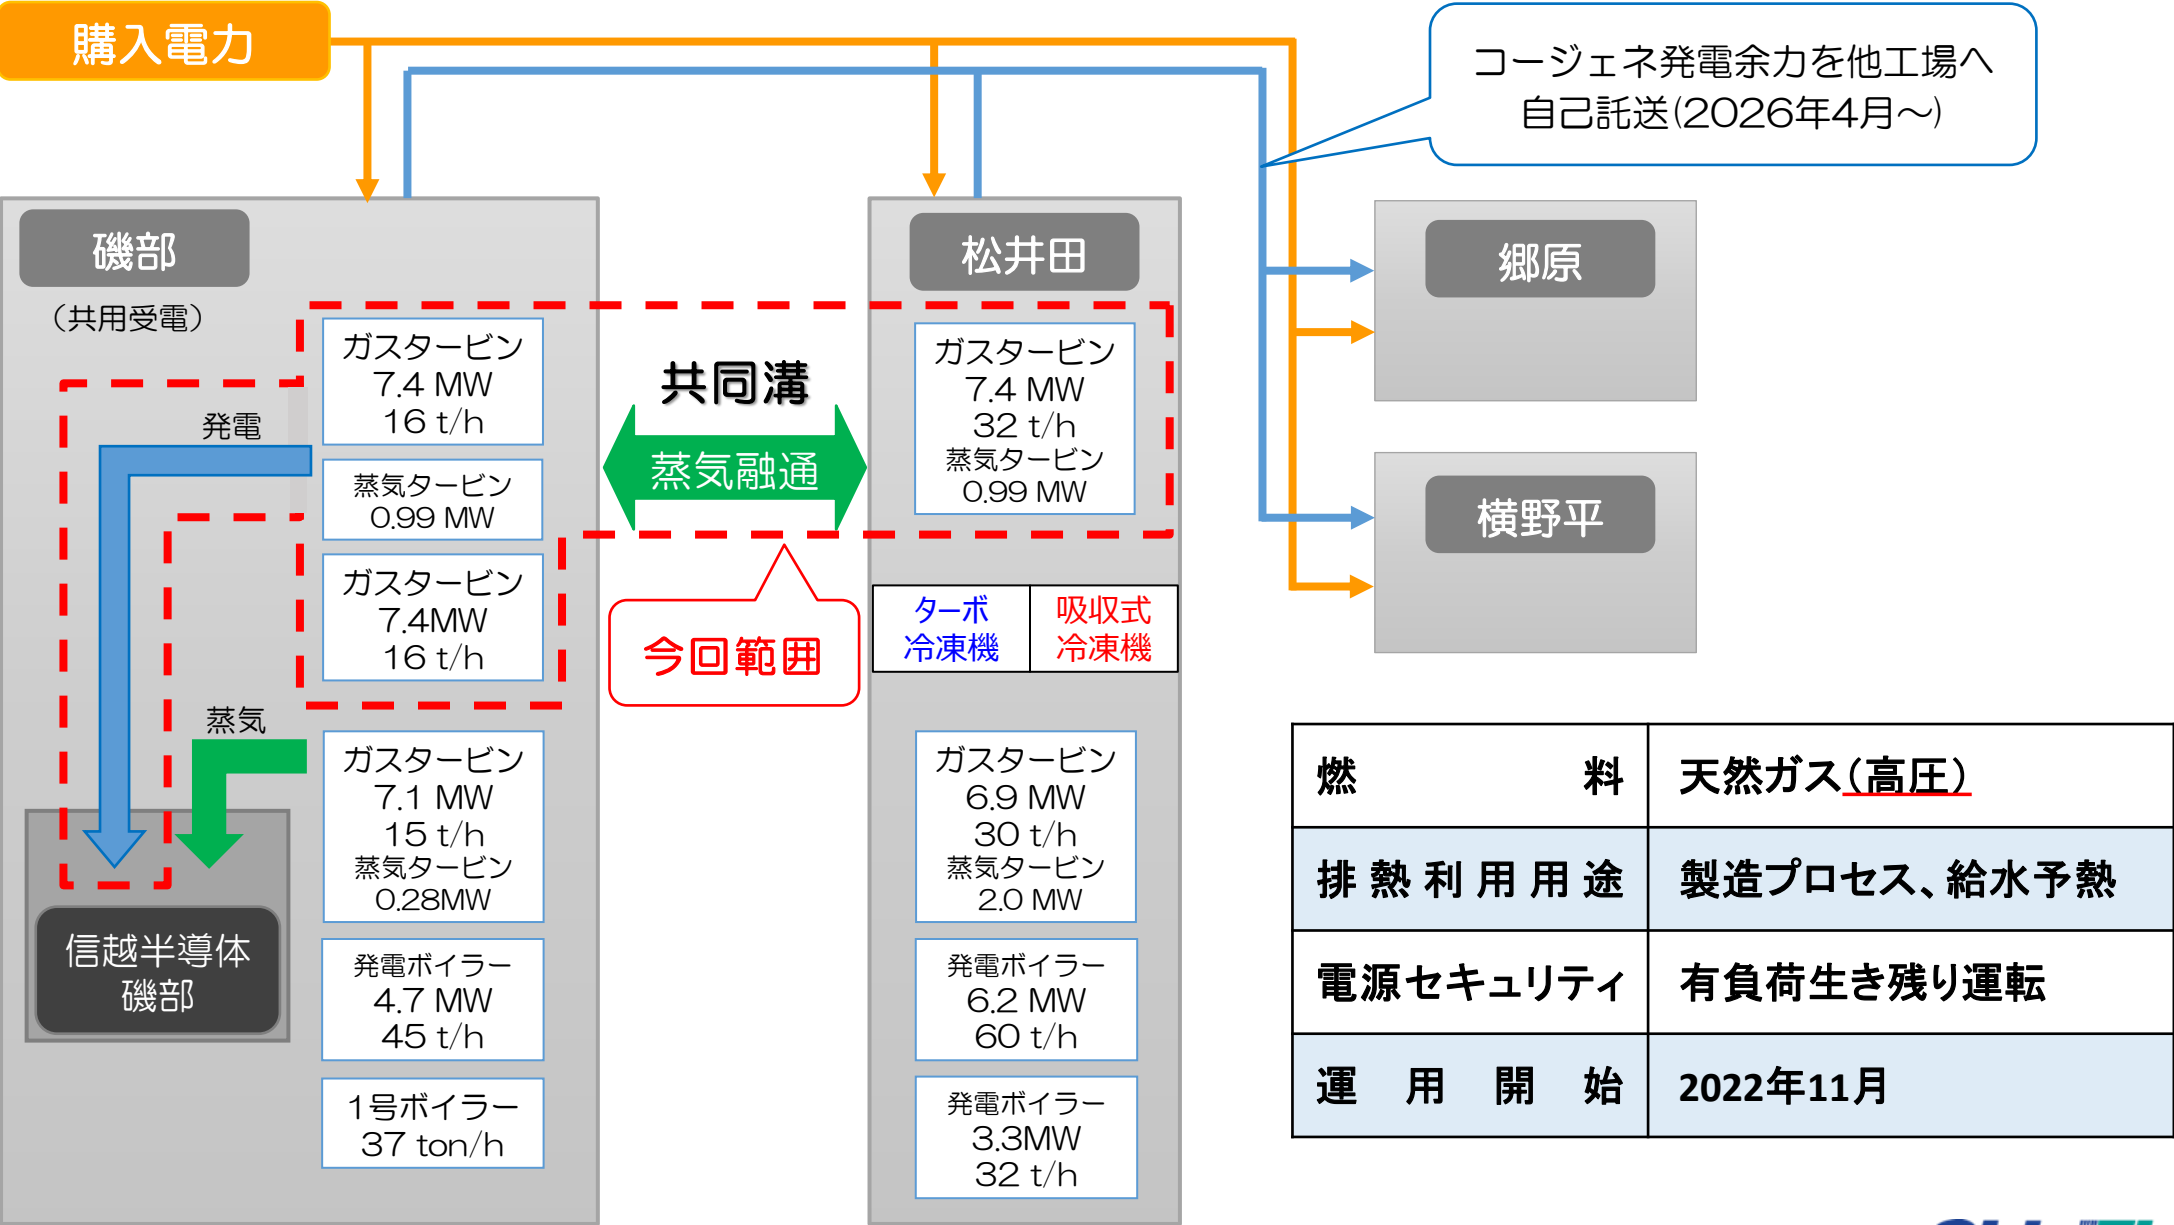 購入電力
コージェネ発電余力を他工場へ
自己託送(2026年4月～)
磯部
(共用受電)
ガスタービン
7.4 MW
16 t/h
発電
蒸気タービン
0.99 MW
ガスタービン
7.4MW
16 t/h
蒸気
ガスタービン
7.1 MW
15 t/h
蒸気タービン
0.28MW
発電ボイラー
4.7 MW
45 t/h
1号ボイラー
37 ton/h
信越半導体
磯部
共同溝
蒸気融通
今回範囲
松井田
ガスタービン
7.4 MW
32 t/h
蒸気タービン
0.99 MW
ターボ
冷凍機
吸収式
冷凍機
ガスタービン
6.9 MW
30 t/h
蒸気タービン
2.0 MW
発電ボイラー
6.2 MW
60 t/h
発電ボイラー
3.3MW
32 t/h
郷原
横野平
燃料 天然ガス(高圧)
排熱利用用途 製造プロセス、給水予熱
電源セキュリティ 有負荷生き残り運転
運用開始 2022年11月